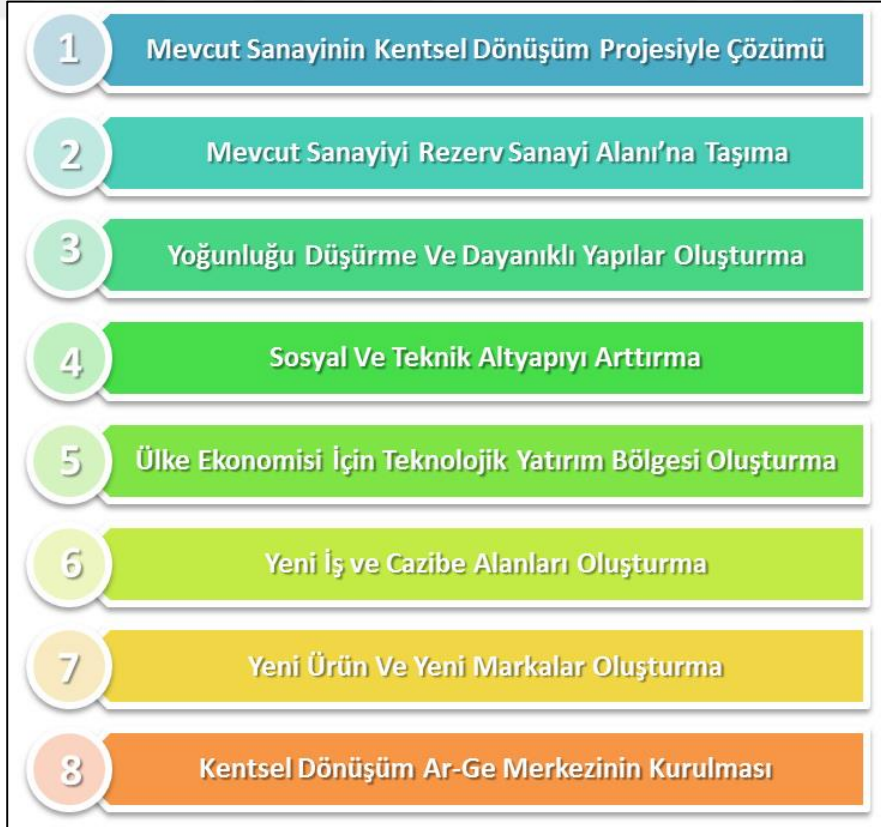 1 Mevcut Sanayinin Kentsel Dönüşüm Projesiyle Çözümü
2 Mevcut Sanayiyi Rezerv Sanayi Alanı’na Taşıma
3 Yoğunluğu Düşürme Ve Dayanıklı Yapılar Oluşturma
4 Sosyal Ve Teknik Altyapıyı Arttırma
5 Ülke Ekonomisi İçin Teknolojik Yatırım Bölgesi Oluşturma
6 Yeni İş ve Cazibe Alanları Oluşturma
7 Yeni Ürün Ve Yeni Markalar Oluşturma
8 Kentsel Dönüşüm Ar-Ge Merkezinin Kurulması